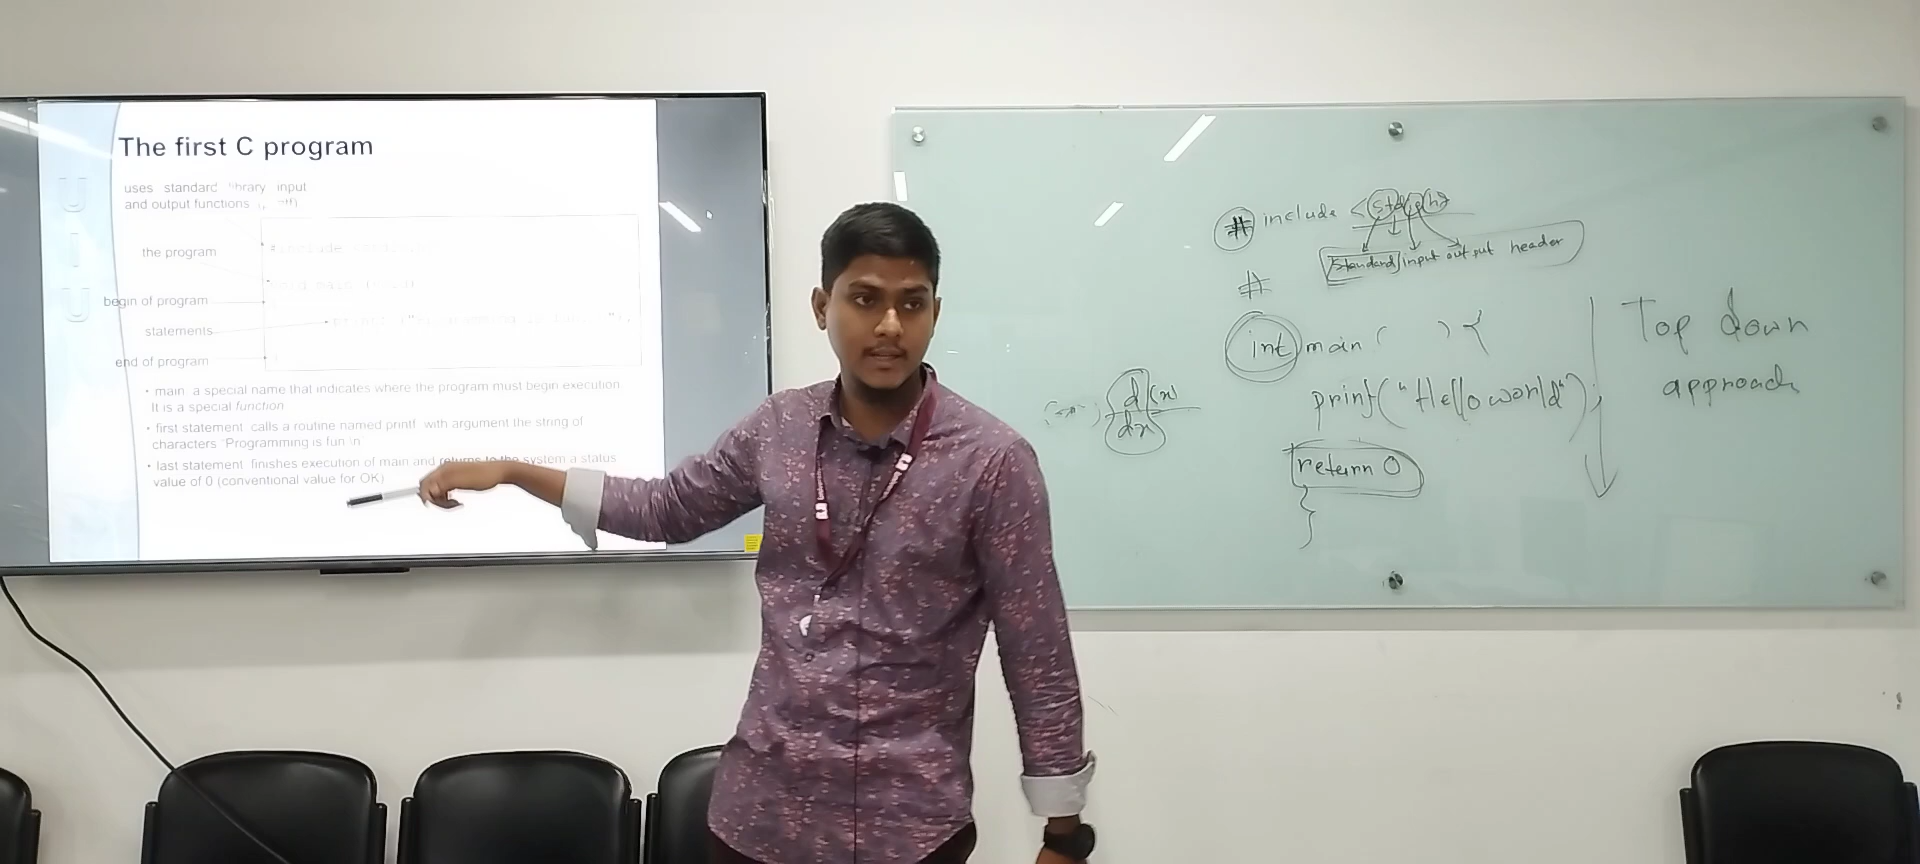 The first C program
uses standard library input
and output functions
the program
begin of program
statements
end of program
• main a special name that indicates where the program must begin execution
It is a special function
• first statement calls a routine named printf with argument the string of
characters "Programming is fun \n
• last statement finishes execution of main and returns to the system a status
value of 0 (conventional value for OK)
U
I
U
# include <stdioh>
standard input output header
#
int main ( ) {
printf("Hello world");
return 0
}
d (x)
dx
Top down
approach